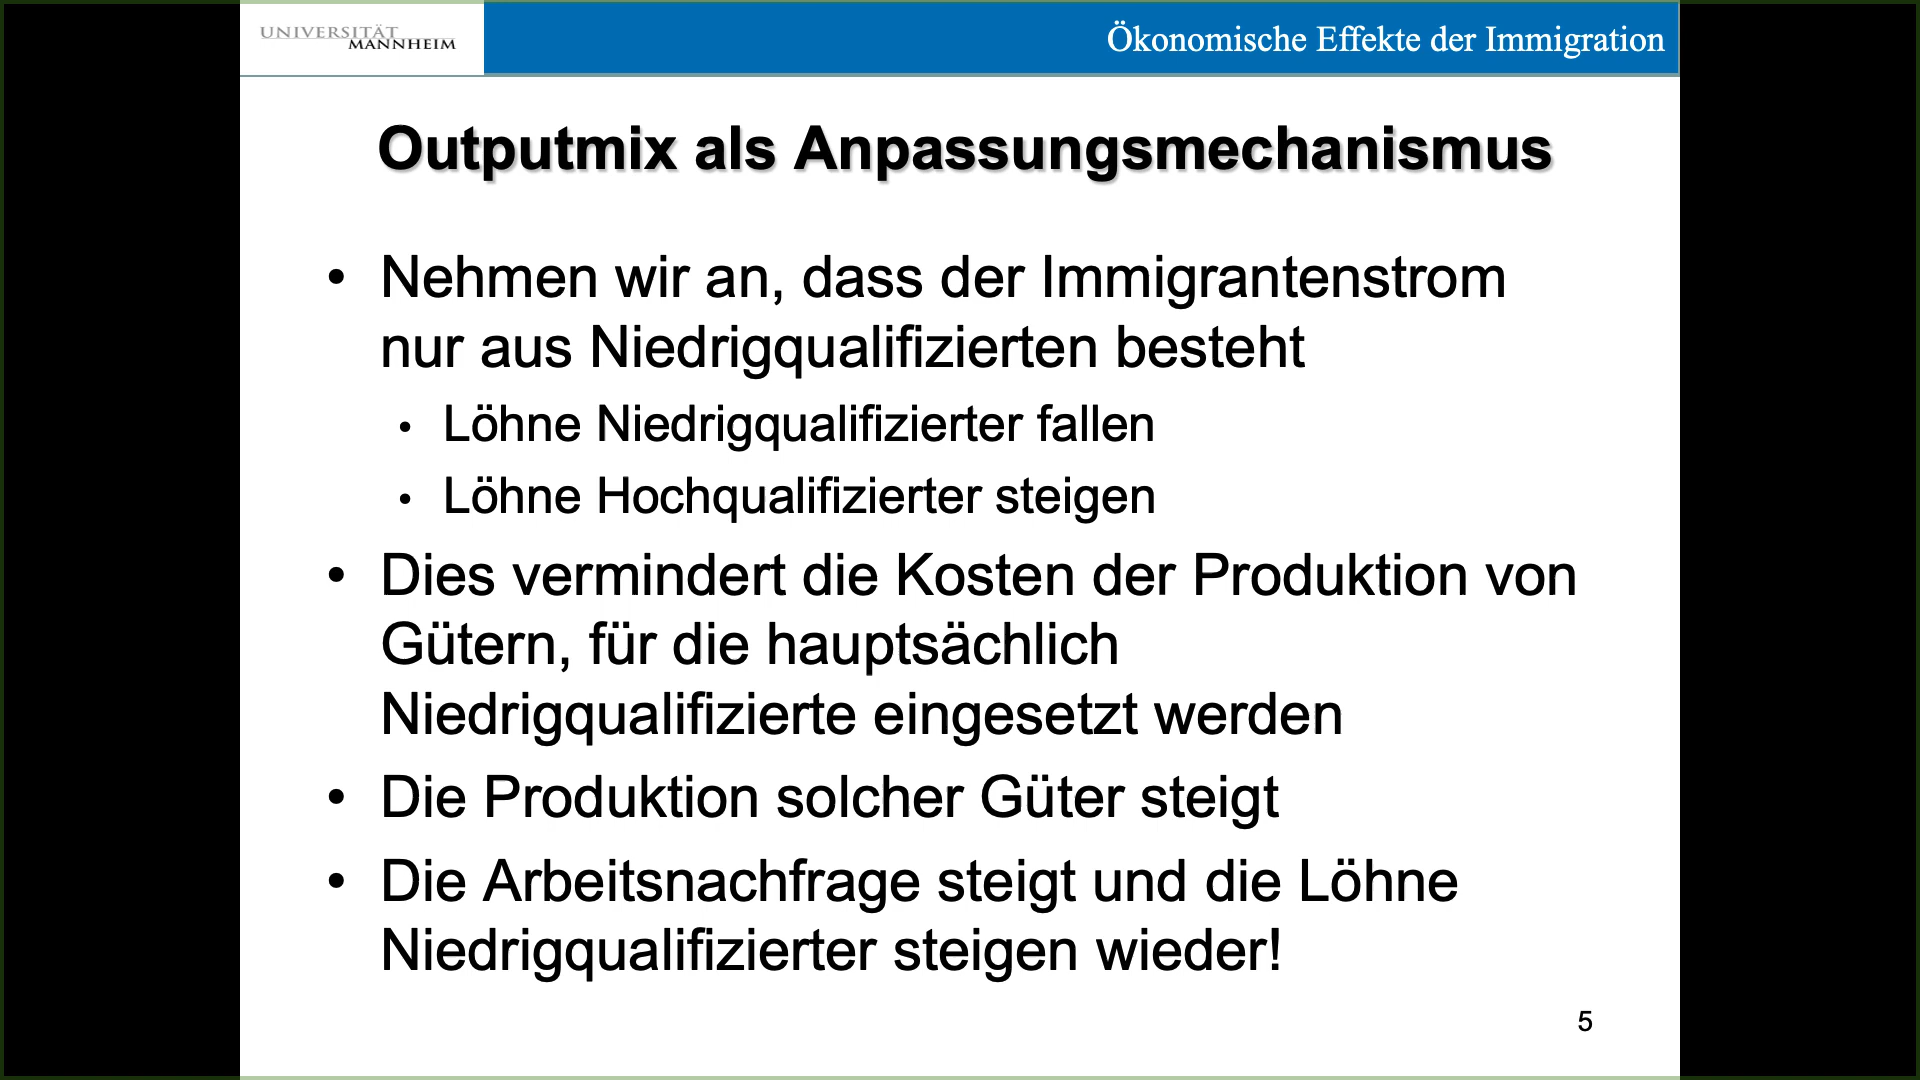 UNIVERSITÄT
MANNHEIM
Ökonomische Effekte der Immigration
Outputmix als Anpassungsmechanismus
• Nehmen wir an, dass der Immigrantenstrom
nur aus Niedrigqualifizierten besteht
• Löhne Niedrigqualifizierter fallen
• Löhne Hochqualifizierter steigen
• Dies vermindert die Kosten der Produktion von
Gütern, für die hauptsächlich
Niedrigqualifizierte eingesetzt werden
• Die Produktion solcher Güter steigt
• Die Arbeitsnachfrage steigt und die Löhne
Niedrigqualifizierter steigen wieder!
5